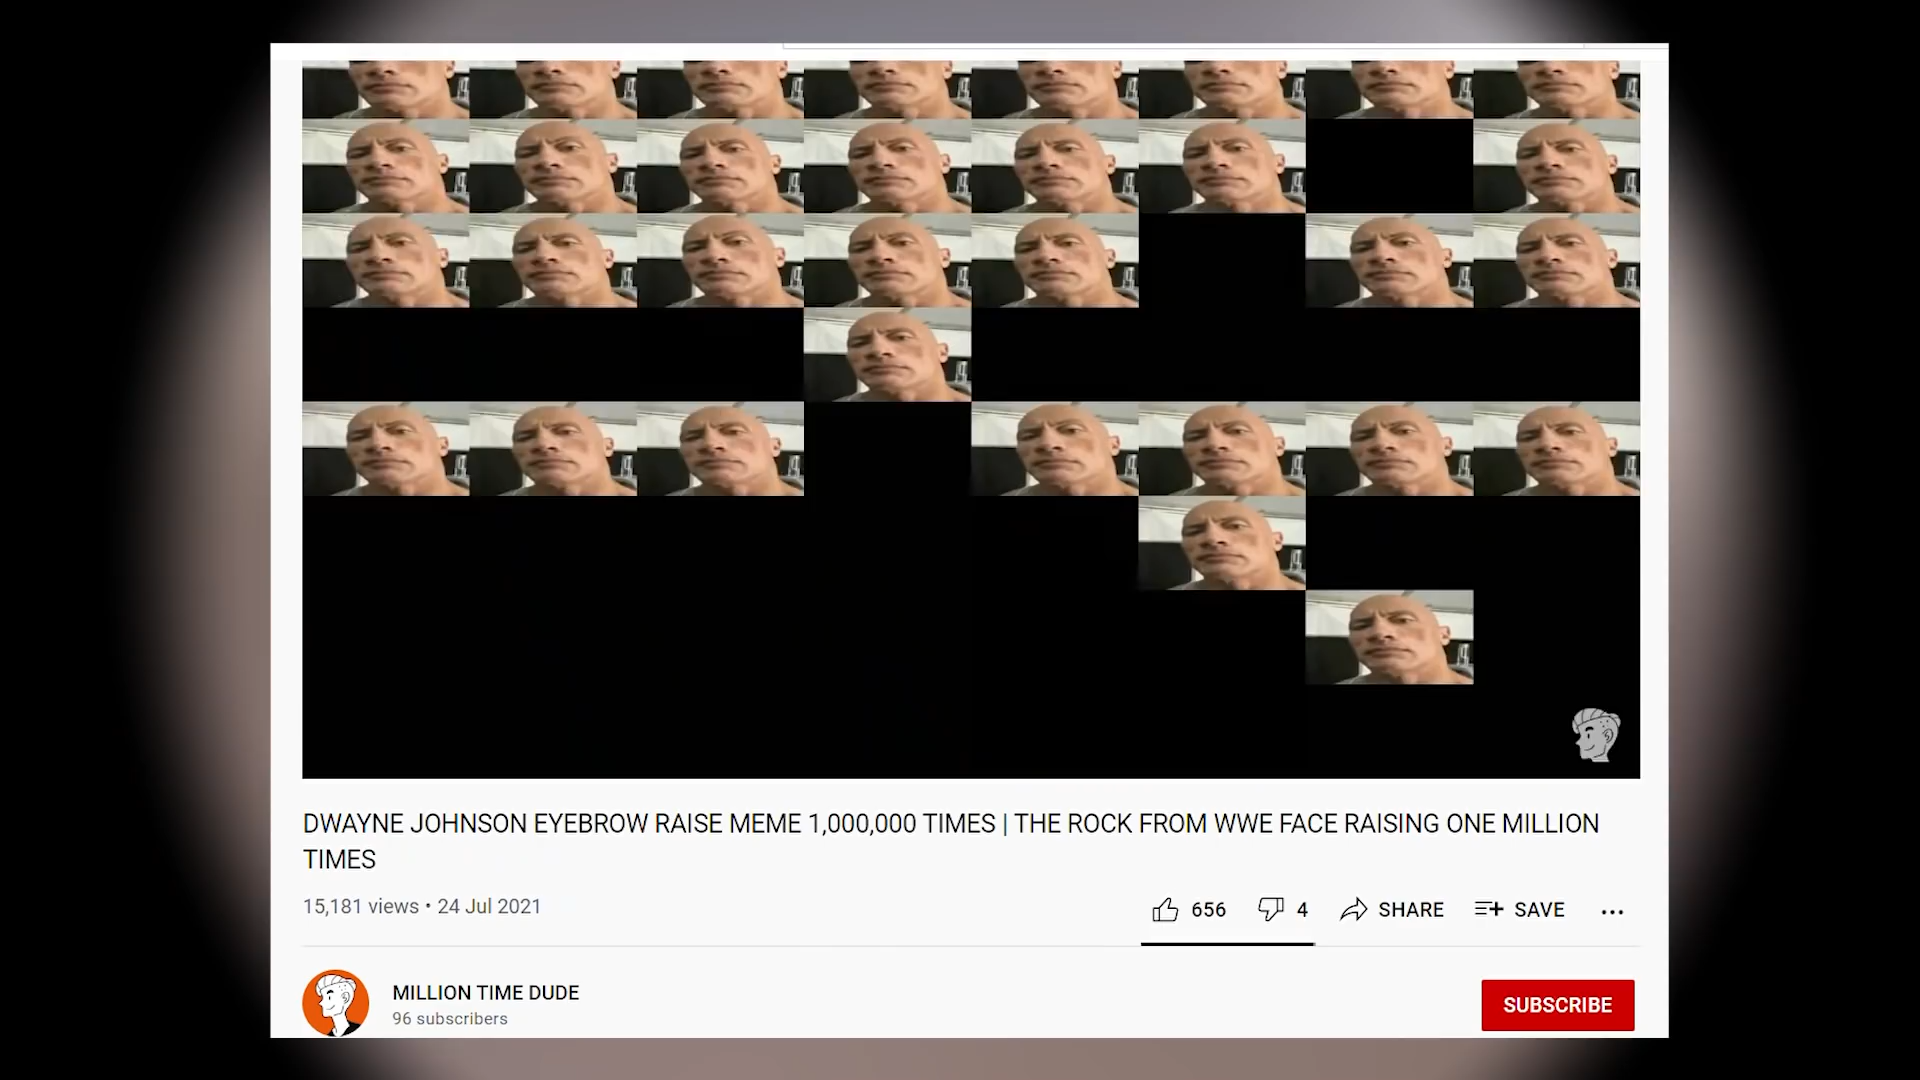 DWAYNE JOHNSON EYEBROW RAISE MEME 1,000,000 TIMES | THE ROCK FROM WWE FACE RAISING ONE MILLION
TIMES
15,181 views • 24 Jul 2021
656
4
SHARE
SAVE
MILLION TIME DUDE
96 subscribers
SUBSCRIBE